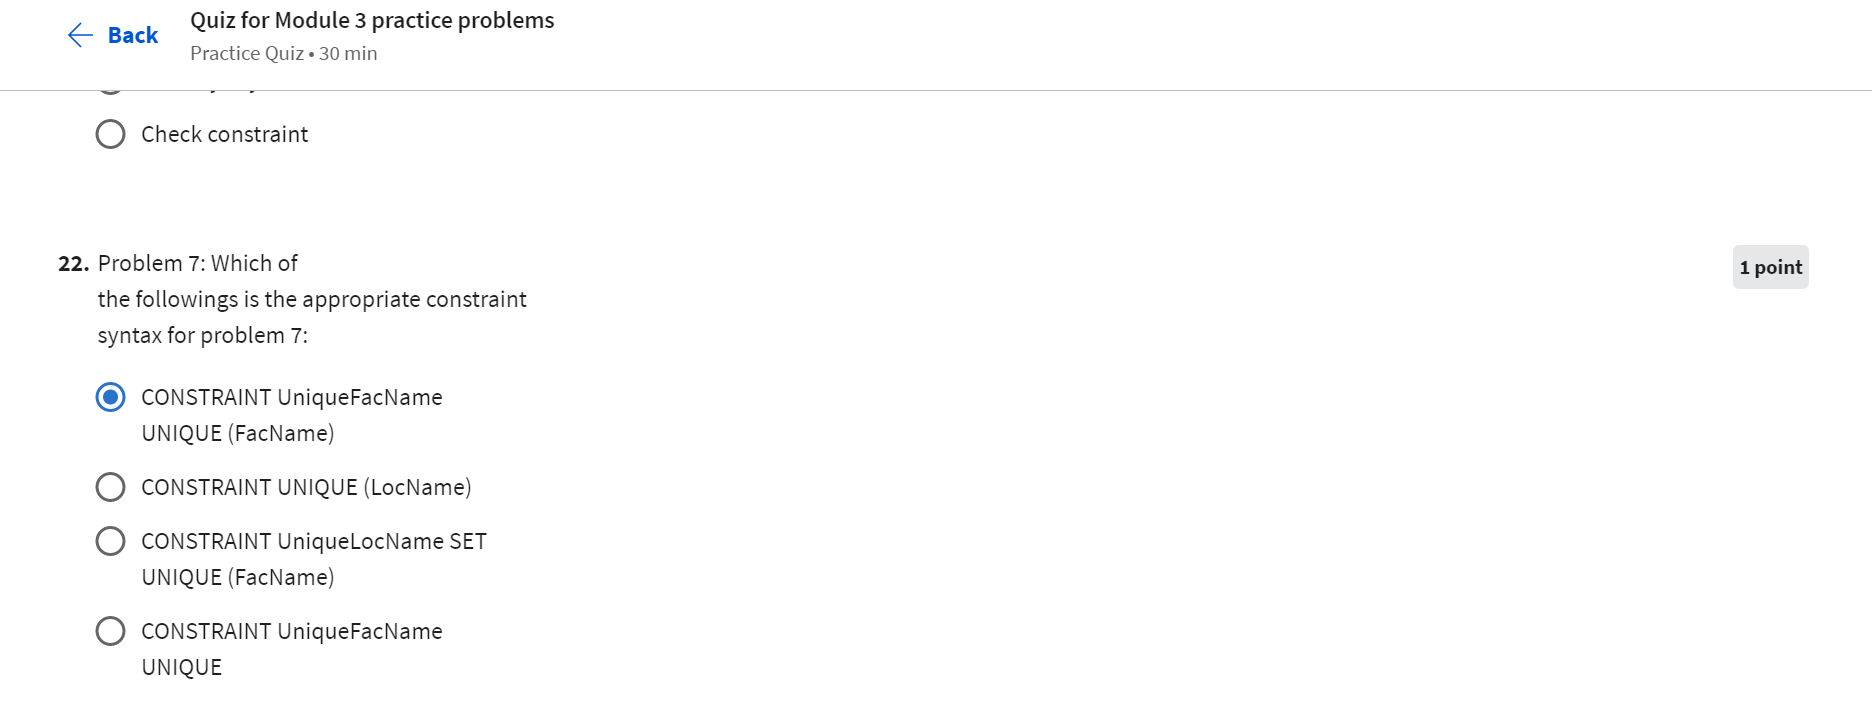 Back
Quiz for Module 3 practice problems
Practice Quiz • 30 min
Check constraint
22. Problem 7: Which of
the followings is the appropriate constraint
syntax for problem 7:
1 point
CONSTRAINT UniqueFacName
UNIQUE (FacName)
CONSTRAINT UNIQUE (LocName)
CONSTRAINT UniqueLocName SET
UNIQUE (FacName)
CONSTRAINT UniqueFacName
UNIQUE